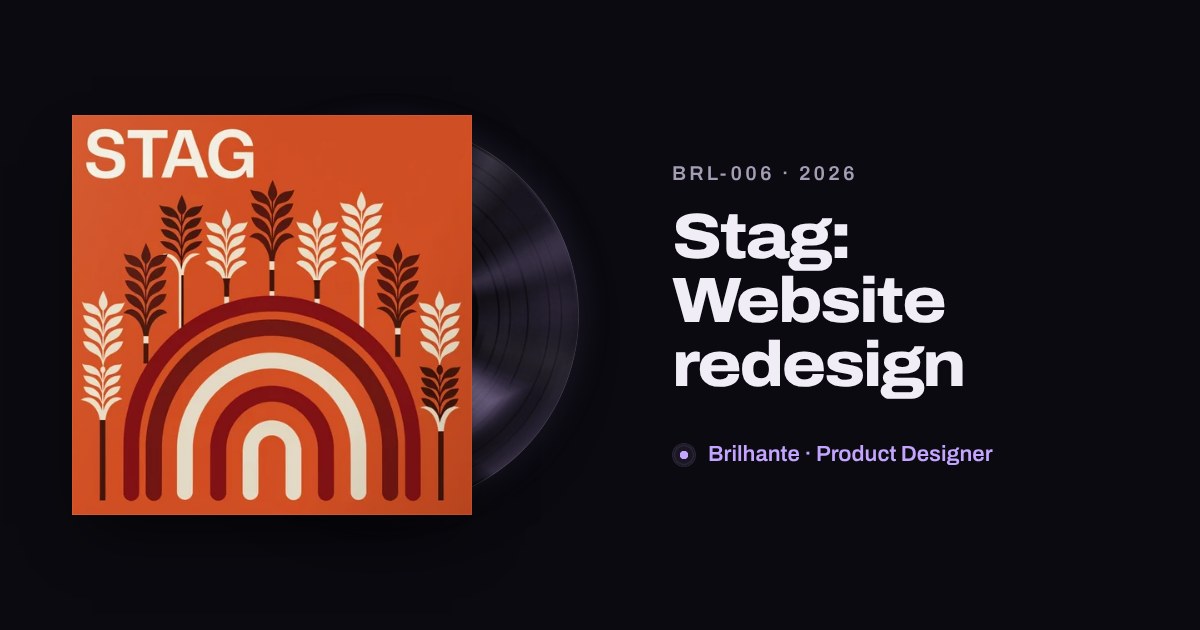 STAG
BRL-006 · 2026
Stag:
Website
redesign
Brilhante · Product Designer